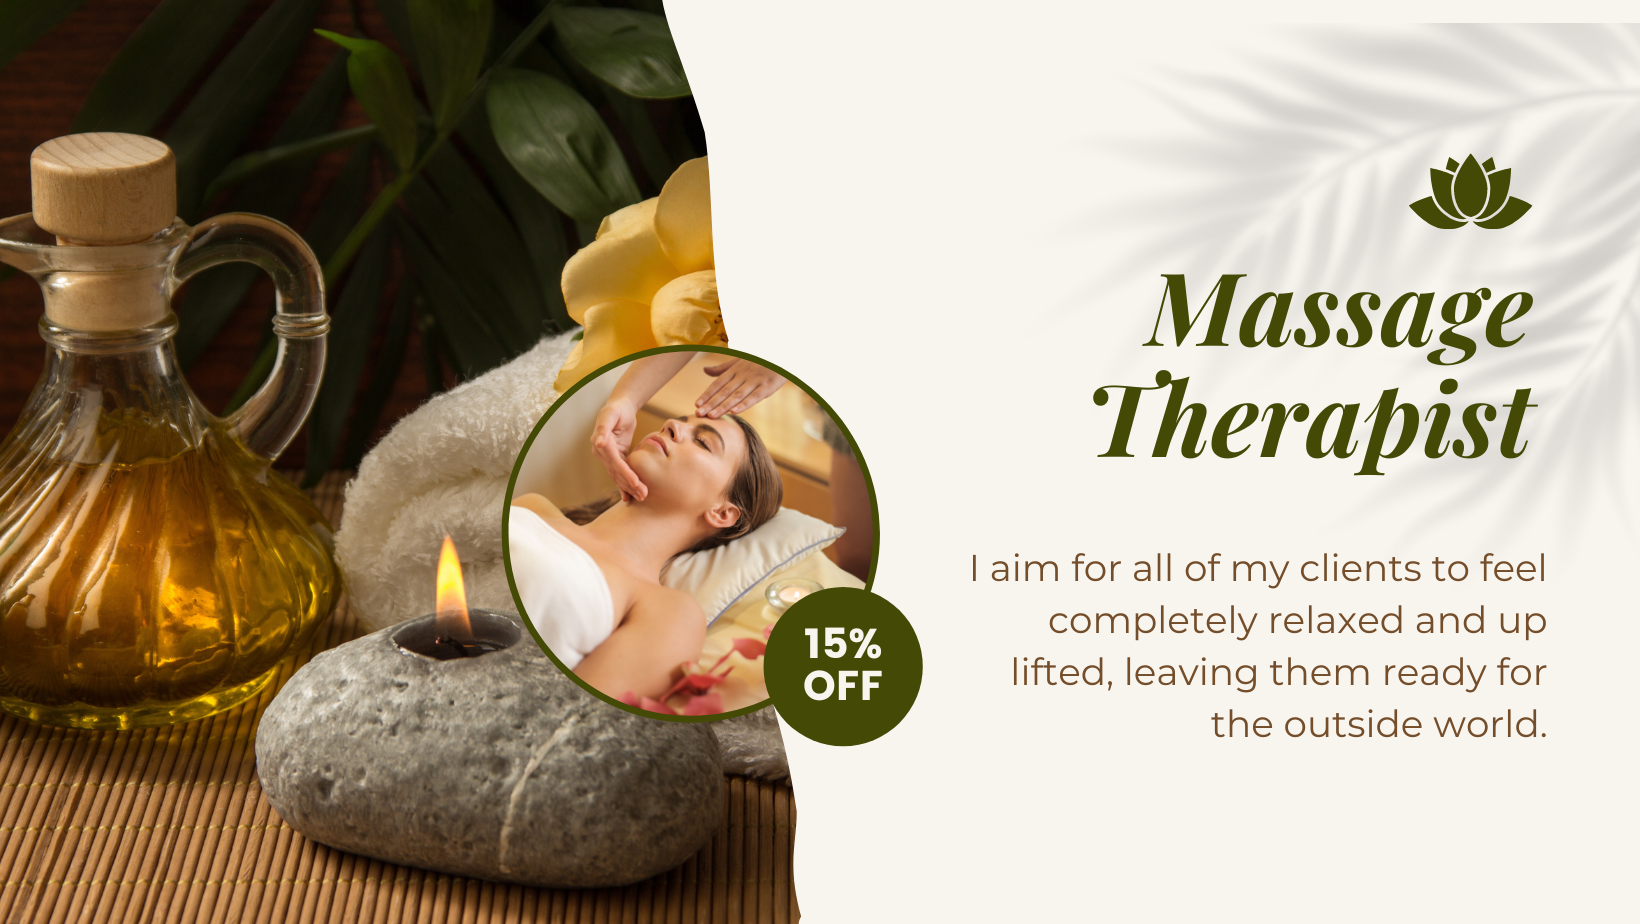 Massage
Therapist
I aim for all of my clients to feel
completely relaxed and up
lifted, leaving them ready for
the outside world.
15%
OFF